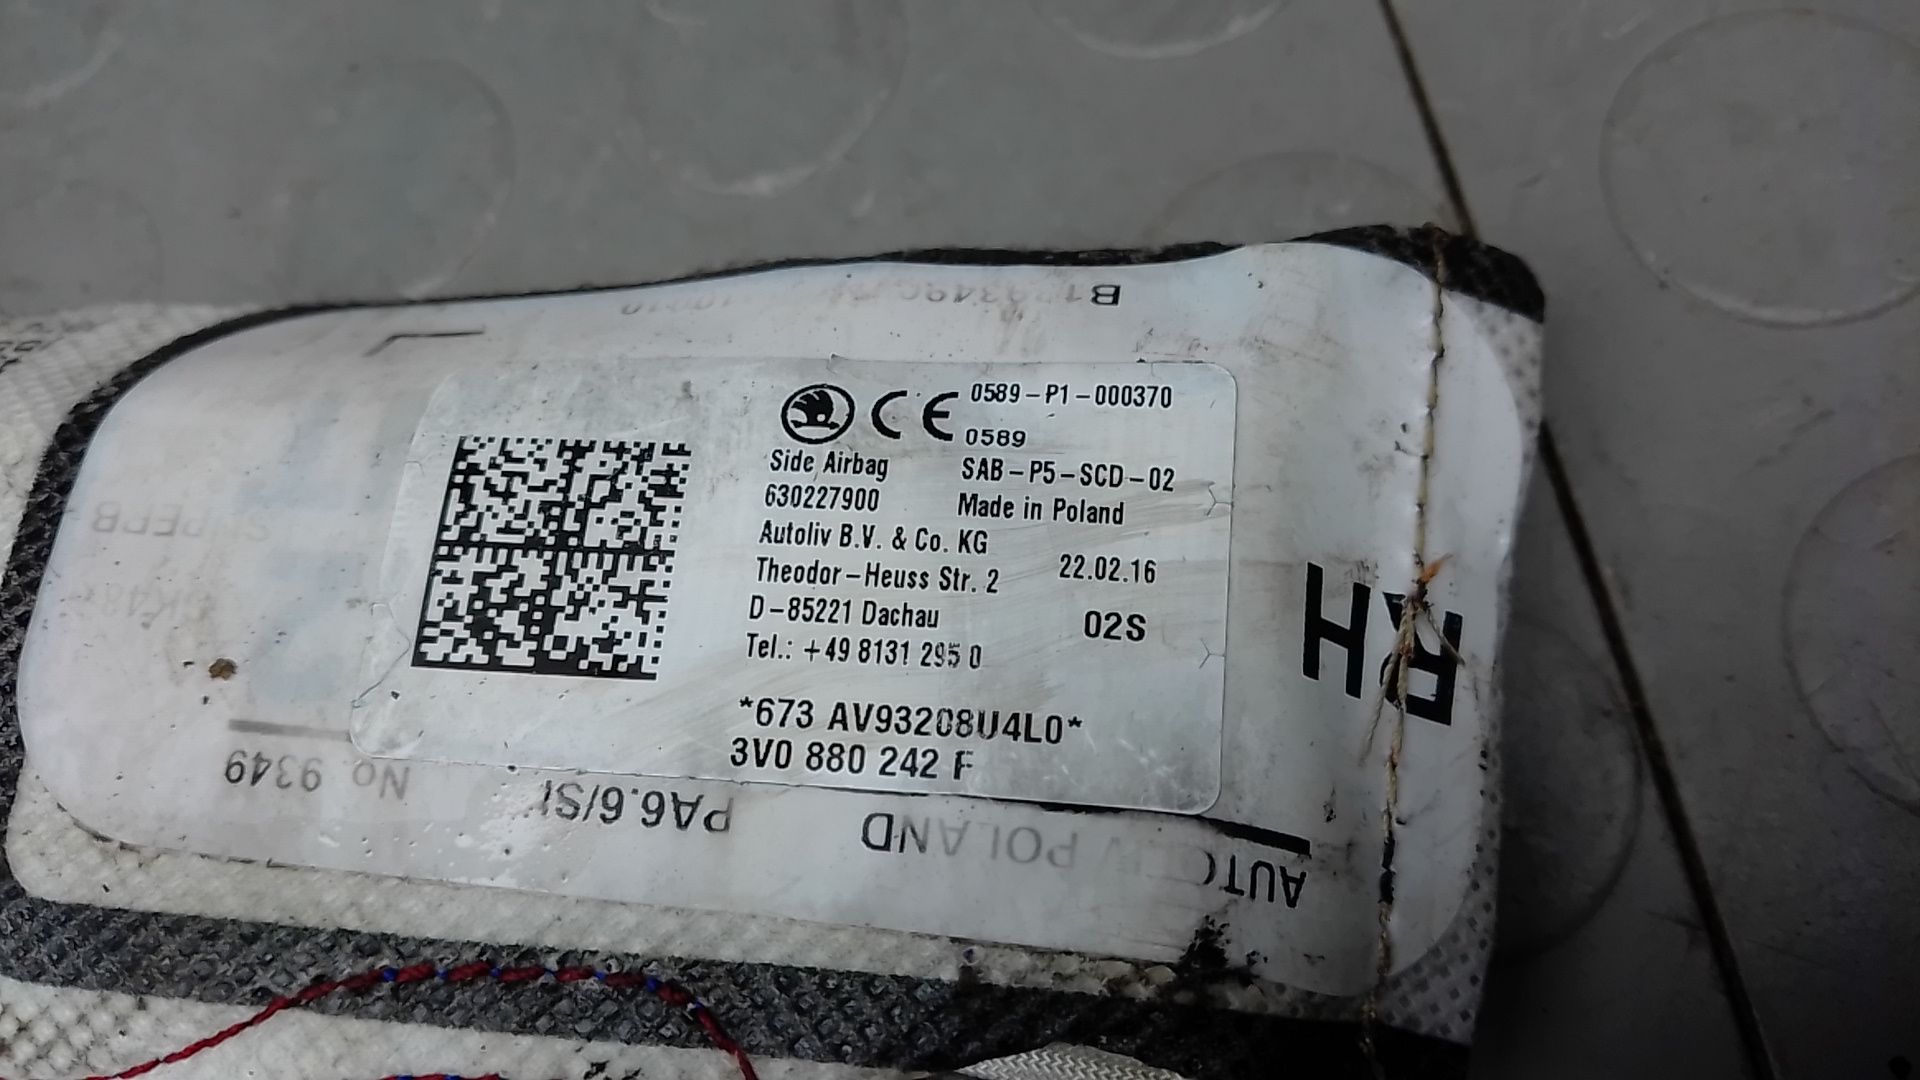 0589-P1-000370
0589
Side Airbag SAB-P5-SCD-02
630227900 Made in Poland
Autoliv B.V. & Co. KG
Theodor-Heuss Str. 2 22.02.16
D-85221 Dachau 02S
Tel.: +49 8131 295 0
*673 AV93208U4L0*
3V0 880 242 F
RH
No. 9349
PA6.6/SI
POLAND